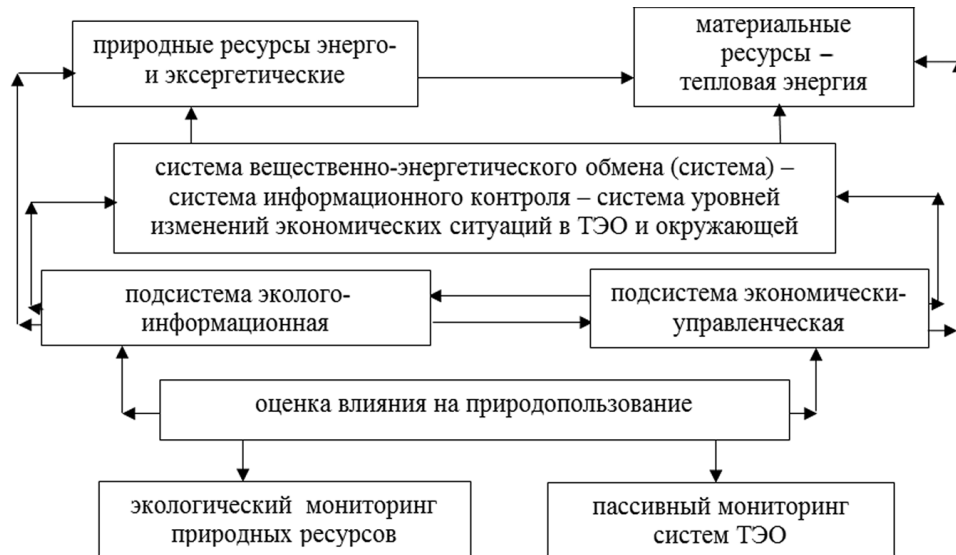 природные ресурсы энерго-
и эксергетические
материальные
ресурсы –
тепловая энергия
система вещественно-энергетического обмена (система) –
система информационного контроля – система уровней
изменений экономических ситуаций в ТЭО и окружающей
подсистема эколого-
информационная
подсистема экономически-
управленческая
оценка влияния на природопользование
экологический мониторинг
природных ресурсов
пассивный мониторинг
систем ТЭО